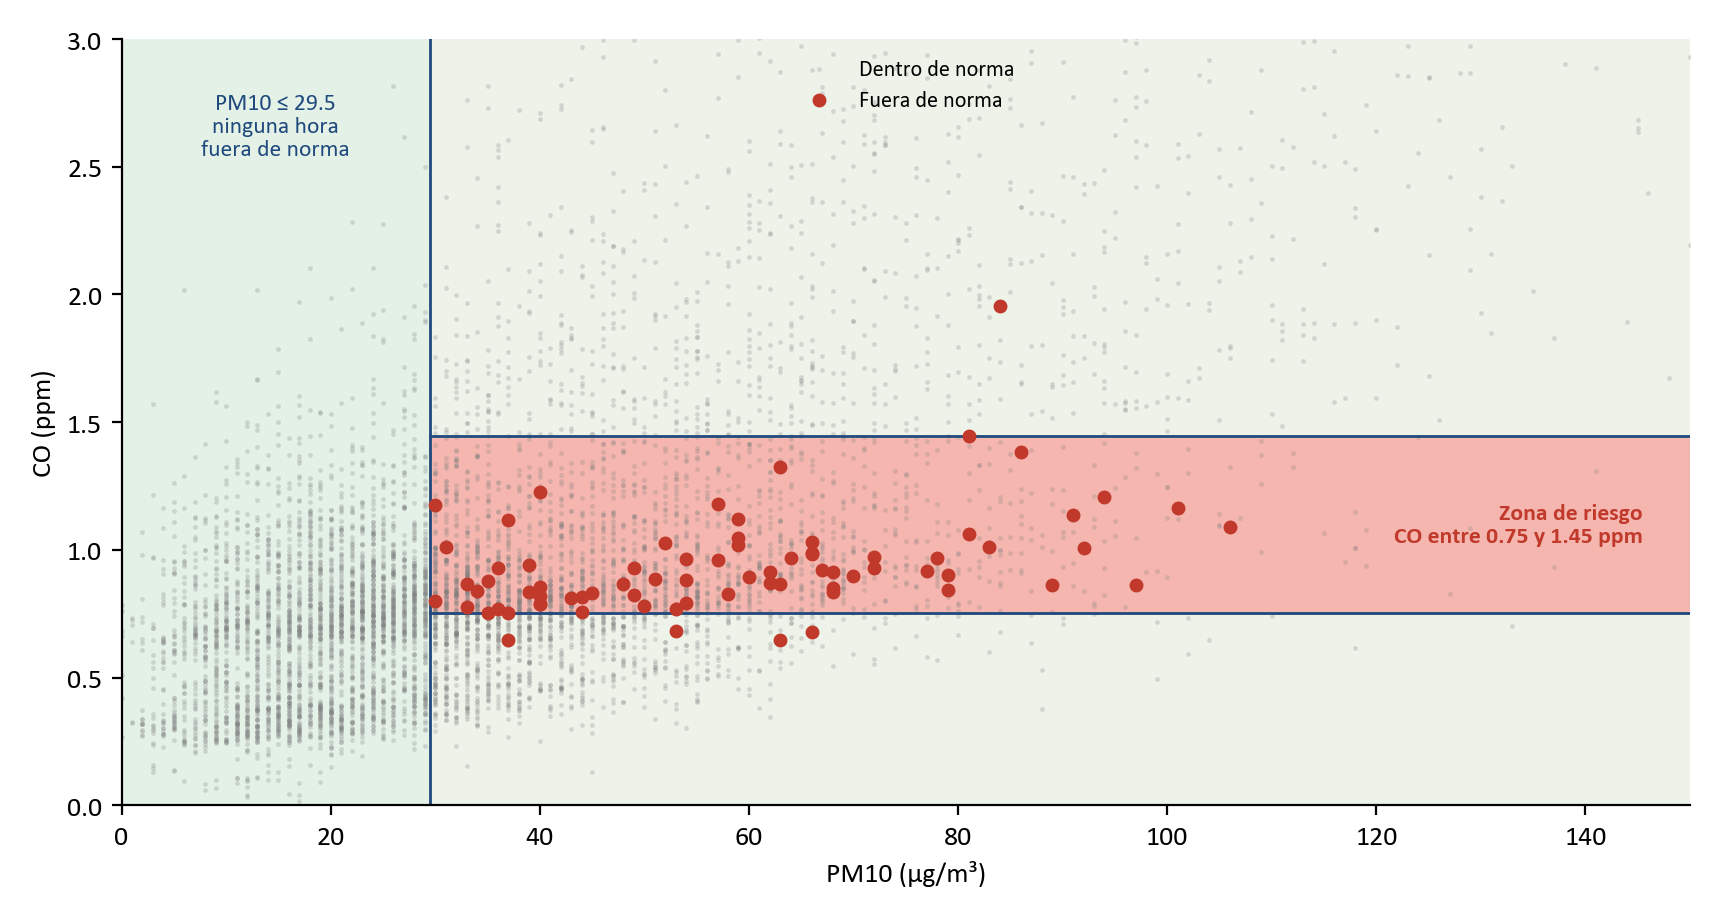 3.0
2.5
2.0
1.5
1.0
0.5
0.0
CO (ppm)
PM10 ≤ 29.5
ninguna hora
fuera de norma
Dentro de norma
Fuera de norma
Zona de riesgo
CO entre 0.75 y 1.45 ppm
0 20 40 60 80 100 120 140
PM10 (µg/m³)